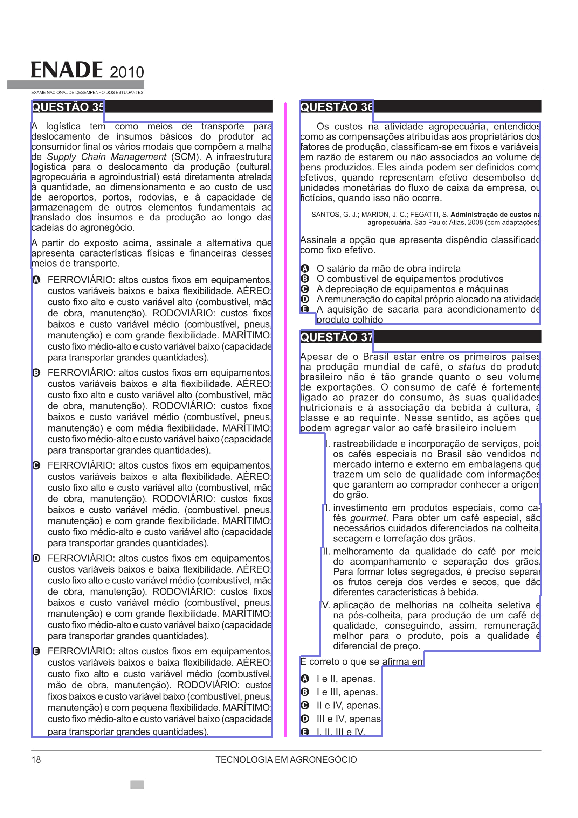 ENADE 2010
EXAME NACIONAL DE DESEMPENHO DOS ESTUDANTES
QUESTÃO 35
A logística tem como meios de transporte para
deslocamento de insumos básicos do produtor ao
consumidor final os vários modais que compõem a malha
de Supply Chain Management (SCM). A infraestrutura
logística para o deslocamento da produção (cultural,
agropecuária e agroindustrial) está diretamente atrelada
à quantidade, ao dimensionamento e ao custo de uso
de aeroportos, portos, rodovias, e à capacidade de
armazenagem de outros elementos fundamentais ao
translado dos insumos e da produção ao longo das
cadeias do agronegócio.
A partir do exposto acima, assinale a alternativa que
apresenta características físicas e financeiras desses
meios de transporte.
A FERROVIÁRIO: altos custos fixos em equipamentos,
custos variáveis baixos e baixa flexibilidade. AÉREO:
custo fixo alto e custo variável alto (combustível, mão
de obra, manutenção). RODOVIÁRIO: custos fixos
baixos e custo variável médio (combustível, pneus,
manutenção) e com grande flexibilidade. MARÍTIMO:
custo fixo médio-alto e custo variável baixo (capacidade
para transportar grandes quantidades).
B FERROVIÁRIO: altos custos fixos em equipamentos,
custos variáveis baixos e alta flexibilidade. AÉREO:
custo fixo alto e custo variável alto (combustível, mão
de obra, manutenção). RODOVIÁRIO: custos fixos
baixos e custo variável médio (combustível, pneus,
manutenção) e com média flexibilidade. MARÍTIMO:
custo fixo médio-alto e custo variável baixo (capacidade
para transportar grandes quantidades).
C FERROVIÁRIO: altos custos fixos em equipamentos,
custos variáveis baixos e alta flexibilidade. AÉREO:
custo fixo alto e custo variável alto (combustível, mão
de obra, manutenção). RODOVIÁRIO: custos fixos
baixos e custo variável médio. (combustível, pneus,
manutenção) e com grande flexibilidade. MARÍTIMO:
custo fixo médio-alto e custo variável baixo (capacidade
para transportar grandes quantidades).
D FERROVIÁRIO: altos custos fixos em equipamentos,
custos variáveis baixos e baixa flexibilidade. AÉREO:
custo fixo alto e custo variável médio (combustível, mão
de obra, manutenção). RODOVIÁRIO: custos fixos
baixos e custo variável médio (combustível, pneus,
manutenção) e com grande flexibilidade. MARÍTIMO:
custo fixo médio-alto e custo variável baixo (capacidade
para transportar grandes quantidades).
E FERROVIÁRIO: altos custos fixos em equipamentos,
custos variáveis baixos e baixa flexibilidade. AÉREO:
custo fixo alto e custo variável médio (combustível,
mão de obra, manutenção). RODOVIÁRIO: custos
fixos baixos e custo variável baixo (combustível, pneus,
manutenção) e com pequena flexibilidade. MARÍTIMO:
custo fixo médio-alto e custo variável baixo (capacidade
para transportar grandes quantidades).
QUESTÃO 36
Os custos na atividade agropecuária, entendidos
como as compensações atribuídas aos proprietários dos
fatores de produção, classificam-se em fixos e variáveis,
em razão de estarem ou não associados ao volume de
bens produzidos. Eles ainda podem ser definidos como
efetivos, quando representam efetivo desembolso de
unidades monetárias do fluxo de caixa da empresa, ou
fictícios, quando isso não ocorre.
SANTOS, G. J.; MARION, J. C.; SEGATTI, S. Administração de custos na
agropecuária. São Paulo: Atlas, 2008 (com adaptações).
Assinale a opção que apresenta dispêndio classificado
como fixo efetivo.
A O salário da mão de obra indireta
B O combustível de equipamentos produtivos
C A depreciação de equipamentos e máquinas
D A remuneração do capital próprio alocado na atividade
E A aquisição de sacaria para acondicionamento de
produto colhido
QUESTÃO 37
Apesar de o Brasil estar entre os primeiros países
na produção mundial de café, o status do produto
brasileiro não é tão grande quanto o seu volume
de exportações. O consumo de café é fortemente
ligado ao prazer do consumo, às suas qualidades
nutricionais e à associação da bebida à cultura, à
classe e ao requinte. Nesse sentido, as ações que
podem agregar valor ao café brasileiro incluem
I. rastreabilidade e incorporação de serviços, pois
os cafés especiais no Brasil são vendidos no
mercado interno e externo em embalagens que
trazem um selo de qualidade com informações
que garantem ao comprador conhecer a origem
do grão.
II. investimento em produtos especiais, como ca-
fés gourmet. Para obter um café especial, são
necessários cuidados diferenciados na colheita,
secagem e torrefação dos grãos.
III. melhoramento da qualidade do café por meio
do acompanhamento e separação dos grãos.
Para formar lotes segregados, é preciso separar
os frutos cereja dos verdes e secos, que dão
diferentes características à bebida.
IV. aplicação de melhorias na colheita seletiva e
na pós-colheita, para produção de um café de
qualidade, conseguindo, assim, remuneração
melhor para o produto, pois a qualidade é
diferencial de preço.
É correto o que se afirma em
A I e II, apenas.
B I e III, apenas.
C II e IV, apenas.
D III e IV, apenas
E I, II, III e IV.
18
TECNOLOGIA EM AGRONEGÓCIO